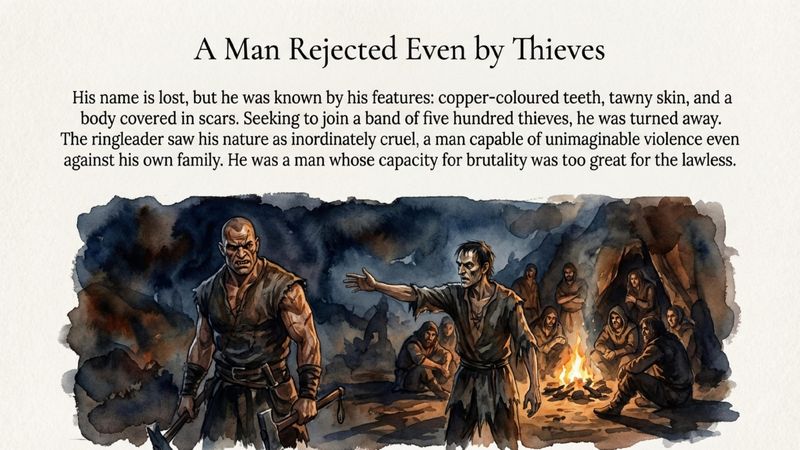 A Man Rejected Even by Thieves
His name is lost, but he was known by his features: copper-coloured teeth, tawny skin, and a
body covered in scars. Seeking to join a band of five hundred thieves, he was turned away.
The ringleader saw his nature as inordinately cruel, a man capable of unimaginable violence even
against his own family. He was a man whose capacity for brutality was too great for the lawless.